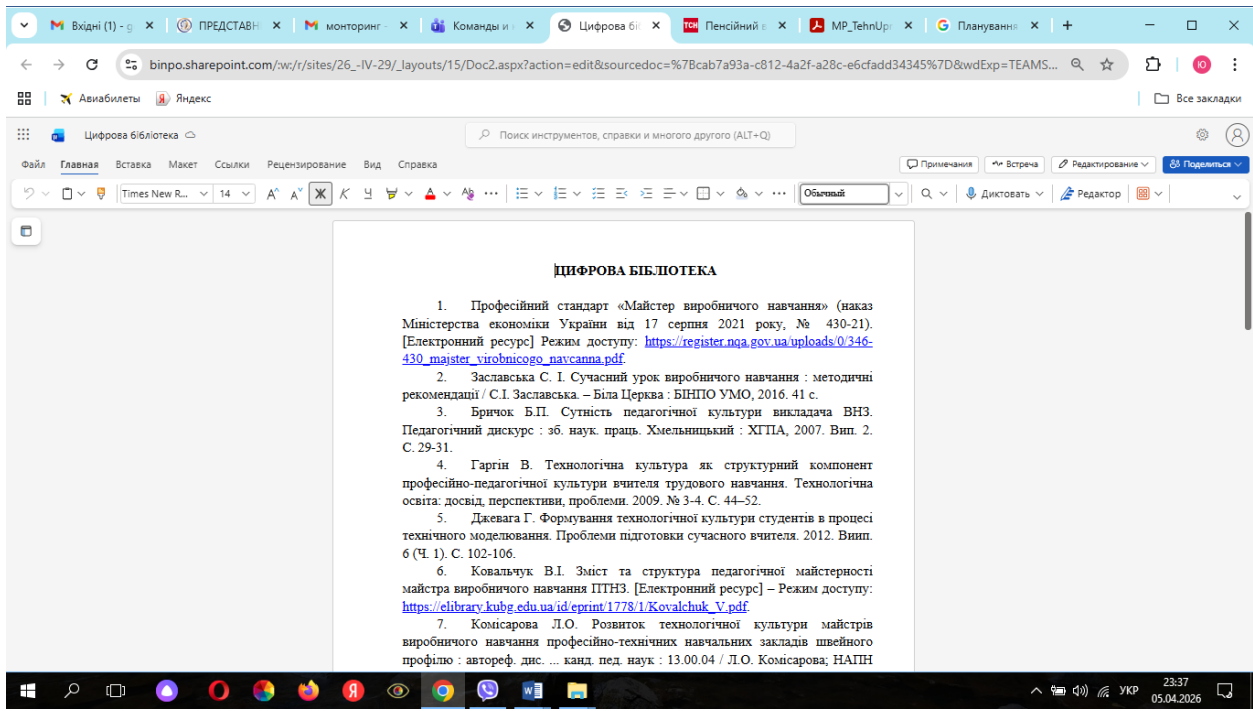 Вхідні (1) - g
ПРЕДСТАВН
монторинг -
Команды и
Цифрова біб
ТСН Пенсійний в
MP_TehnUpr
Планування
binpo.sharepoint.com/:w:/r/sites/26_-IV-29/_layouts/15/Doc2.aspx?action=edit&sourcedoc=%7Bcab7a93a-c812-4a2f-a28c-e6cfadd34345%7D&wdExp=TEAMS...
Ю
Авиабилеты Яндекс Все закладки
Цифрова бібліотека Поиск инструментов, справки и многого другого (ALT+Q)
Файл Главная Вставка Макет Ссылки Рецензирование Вид Справка Примечания Встреча Редактирование Поделиться
Times New R... 14 Ж К Ч Обычный Диктовать Редактор
ЦИФРОВА БІБЛІОТЕКА
1. Професійний стандарт «Майстер виробничого навчання» (наказ
Міністерства економіки України від 17 серпня 2021 року, № 430-21).
[Електронний ресурс] Режим доступу: https://register.nqa.gov.ua/uploads/0/346-
430_majster_virobnicogo_navcanna.pdf.
2. Заславська С. І. Сучасний урок виробничого навчання : методичні
рекомендації / С.І. Заславська. – Біла Церква : БІНПО УМО, 2016. 41 с.
3. Бричок Б.П. Сутність педагогічної культури викладача ВНЗ.
Педагогічний дискурс : зб. наук. праць. Хмельницький : ХГПА, 2007. Вип. 2.
С. 29-31.
4. Гаргін В. Технологічна культура як структурний компонент
професійно-педагогічної культури вчителя трудового навчання. Технологічна
освіта: досвід, перспективи, проблеми. 2009. № 3-4. С. 44–52.
5. Джевага Г. Формування технологічної культури студентів в процесі
технічного моделювання. Проблеми підготовки сучасного вчителя. 2012. Виип.
6 (Ч. 1). С. 102-106.
6. Ковальчук В.І. Зміст та структура педагогічної майстерності
майстра виробничого навчання ПТНЗ. [Електронний ресурс] – Режим доступу:
https://elibrary.kubg.edu.ua/id/eprint/1778/1/Kovalchuk_V.pdf.
7. Комісарова Л.О. Розвиток технологічної культури майстрів
виробничого навчання професійно-технічних навчальних закладів швейного
профілю : автореф. дис. ... канд. пед. наук : 13.00.04 / Л.О. Комісарова; НАПН
УКР 23:37
05.04.2026